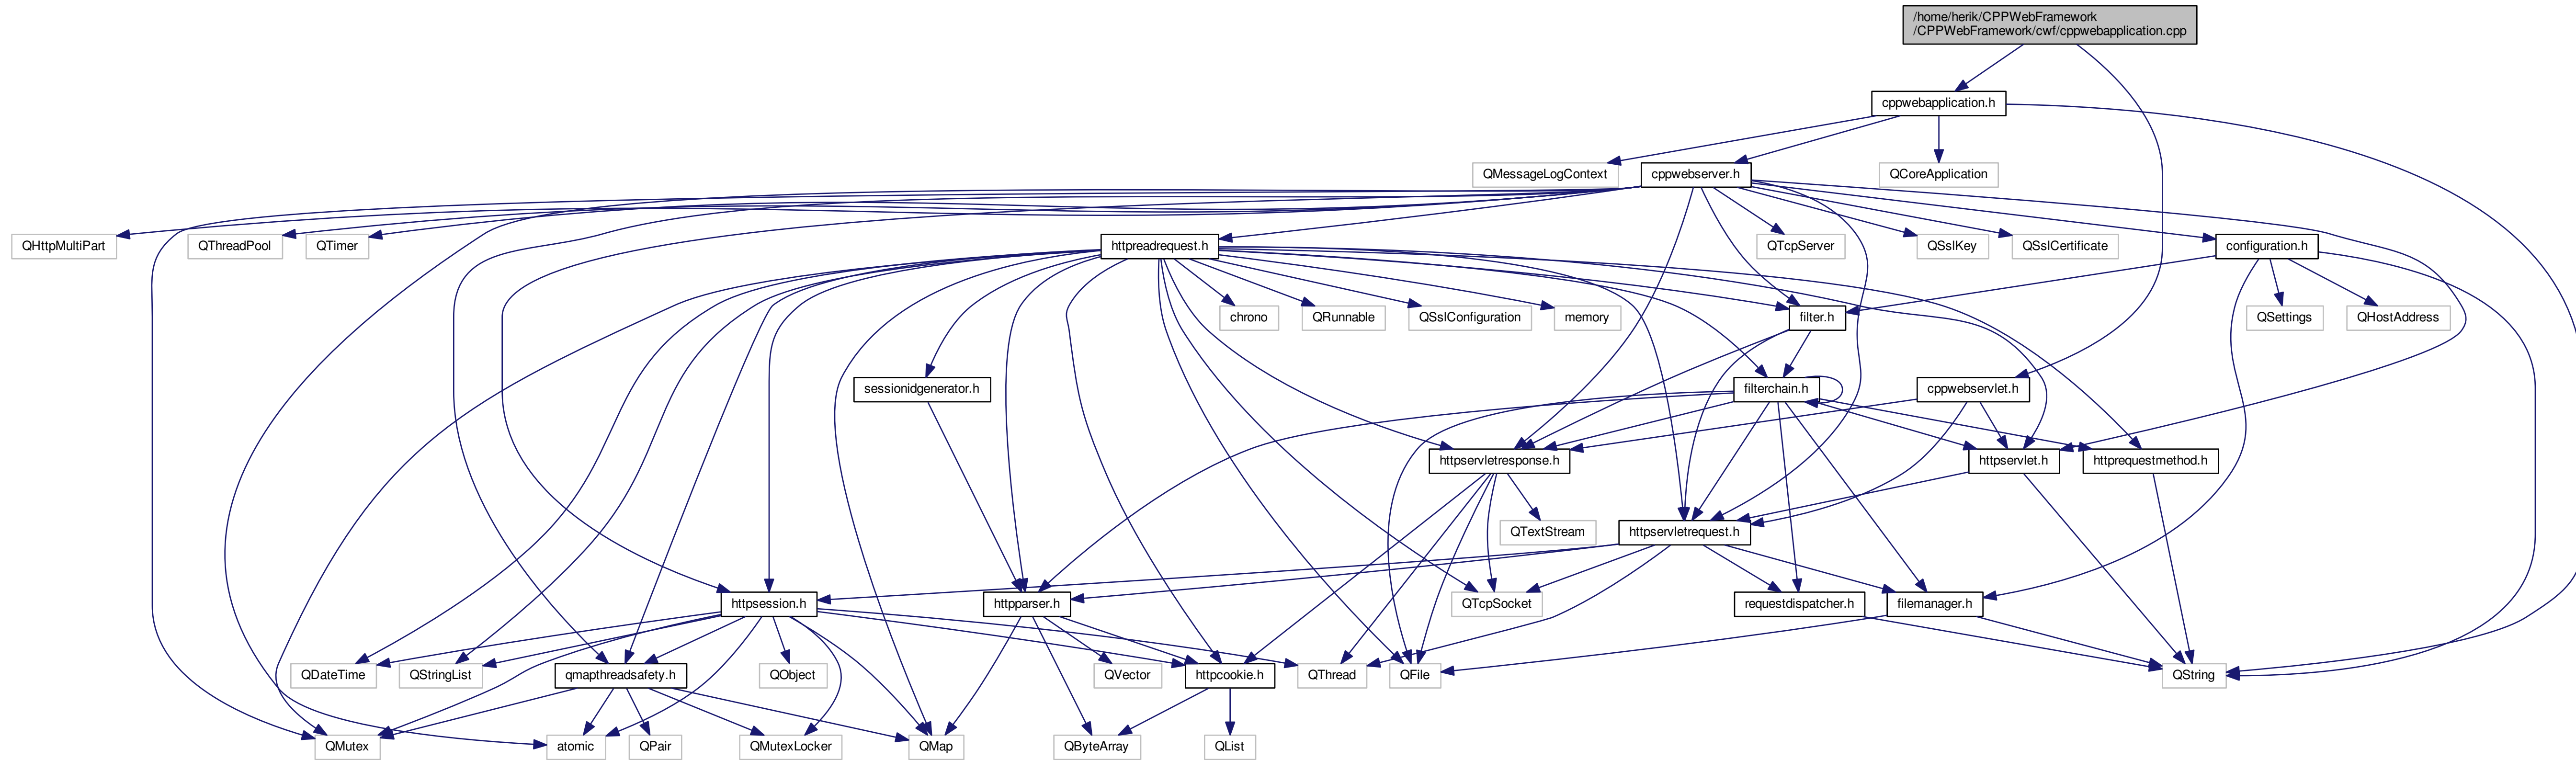 /home/herik/CPPWebFramework
/CPPWebFramework/cwf/cppwebapplication.cpp
cppwebapplication.h
QMessageLogContext
cppwebserver.h
QCoreApplication
QHttpMultiPart
QThreadPool
QTimer
httpreadrequest.h
QTcpServer
QSslKey
QSslCertificate
configuration.h
chrono
QRunnable
QSslConfiguration
memory
filter.h
QSettings
QHostAddress
sessionidgenerator.h
filterchain.h
cppwebservlet.h
httpservletresponse.h
httpservlet.h
httprequestmethod.h
QTextStream
httpservletrequest.h
httpsession.h
httpparser.h
QTcpSocket
requestdispatcher.h
filemanager.h
QDateTime
QStringList
qmapthreadsafety.h
QObject
QVector
httpcookie.h
QThread
QFile
QString
QMutex
atomic
QPair
QMutexLocker
QMap
QByteArray
QList